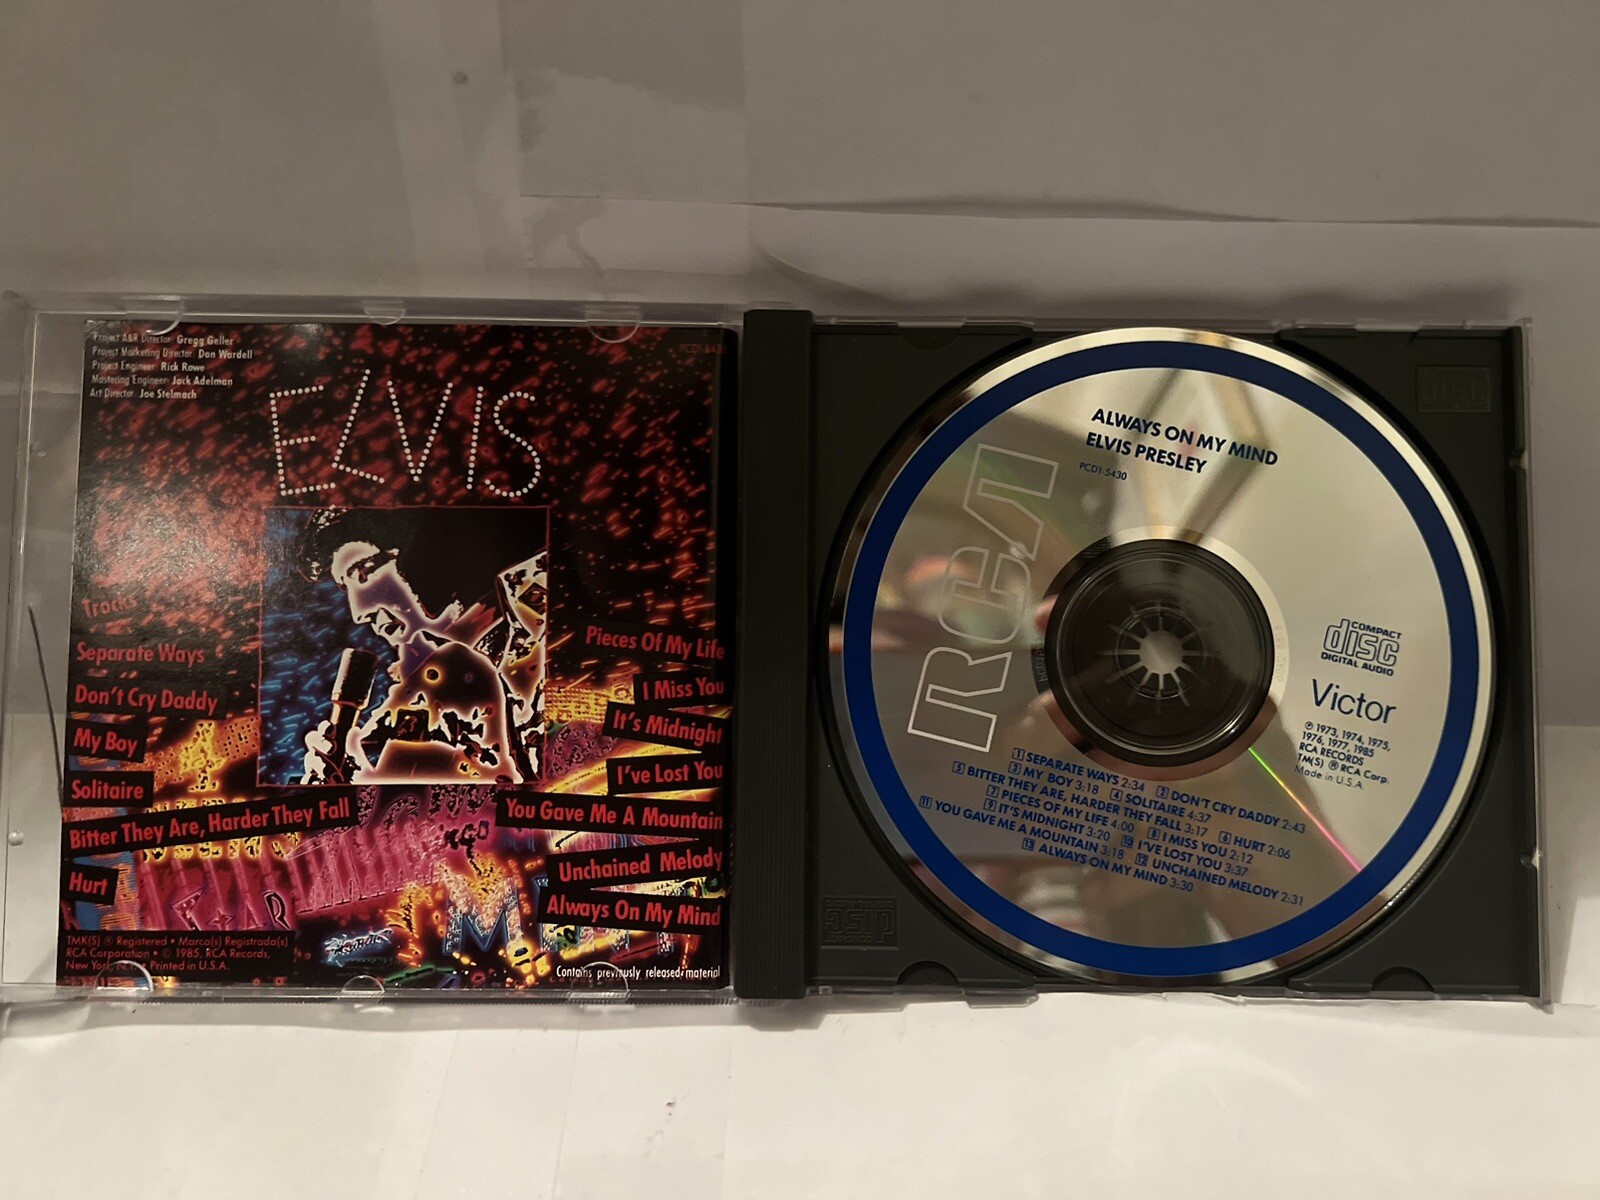 Project A&R Director: Gregg Geller
Project Marketing Director: Don Wardell
Project Engineer: Rick Rowe
Mastering Engineer: Jack Adelman
Art Director: Joe Stelmach
PCD1-5430
ELVIS
Tracks
Separate Ways
Don't Cry Daddy
My Boy
Solitaire
Bitter They Are, Harder They Fall
Hurt
Pieces Of My Life
I Miss You
It's Midnight
I've Lost You
You Gave Me A Mountain
Unchained Melody
Always On My Mind
TMK(S) ® Registered • Marca(s) Registrada(s)
RCA Corporation • © 1985, RCA Records,
New York, N.Y. • Printed in U.S.A.
Contains previously released material
ALWAYS ON MY MIND
ELVIS PRESLEY
PCD1-5430
RCA
COMPACT
disc
DIGITAL AUDIO
Victor
℗ 1973, 1974, 1975,
1976, 1977, 1985
RCA RECORDS
TM(S) ® RCA Corp.
Made in U.S.A.
1 SEPARATE WAYS 2:34 2 DON'T CRY DADDY 2:43
3 MY BOY 3:18 4 SOLITAIRE 4:37
5 BITTER THEY ARE, HARDER THEY FALL 3:17 6 HURT 2:06
7 PIECES OF MY LIFE 4:00 8 I MISS YOU 2:12
9 IT'S MIDNIGHT 3:20 10 I'VE LOST YOU 3:37
11 YOU GAVE ME A MOUNTAIN 3:18 12 UNCHAINED MELODY 2:31
13 ALWAYS ON MY MIND 3:30
disc
COMPACT
disc